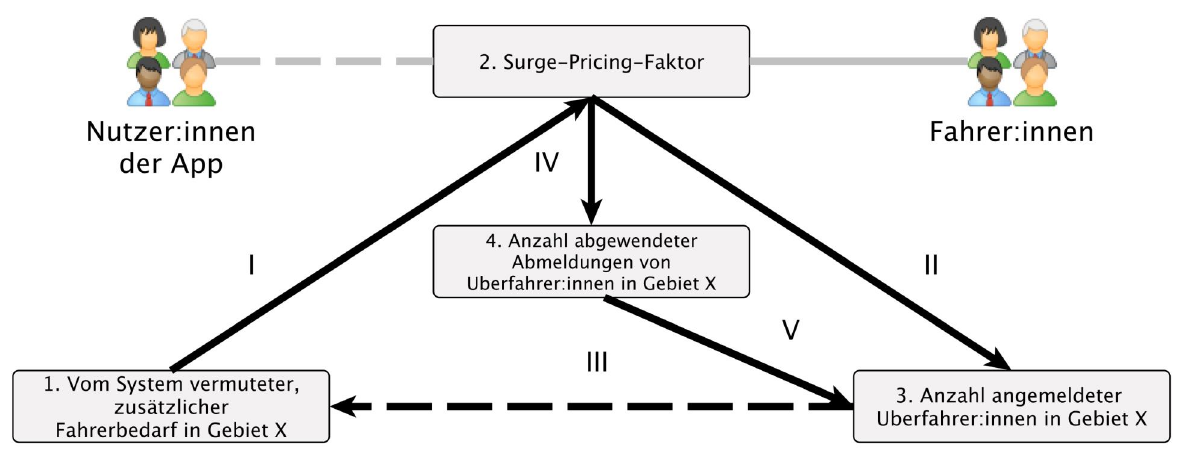 2. Surge-Pricing-Faktor
Nutzer:innen
der App
Fahrer:innen
IV
4. Anzahl abgewendeter
Abmeldungen von
Uberfahrer:innen in Gebiet X
I
II
V
III
1. Vom System vermuteter,
zusätzlicher
Fahrerbedarf in Gebiet X
3. Anzahl angemeldeter
Uberfahrer:innen in Gebiet X